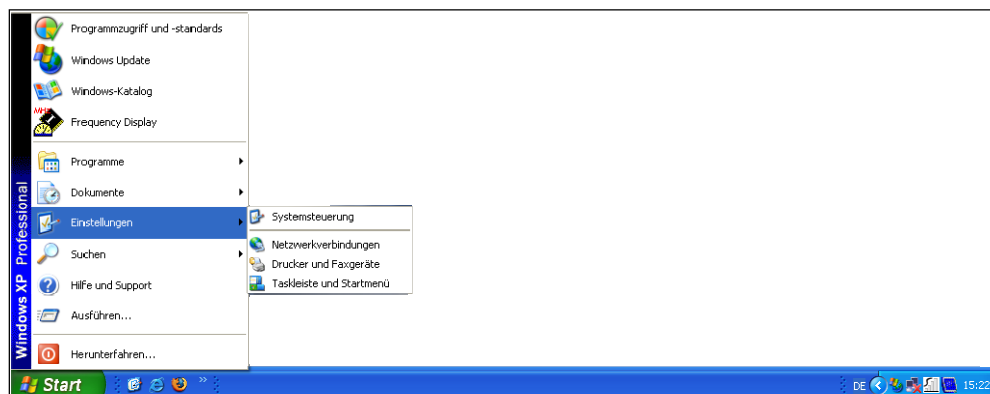 Programmzugriff und -standards
Windows Update
Windows-Katalog
MHz
Frequency Display
Programme
Dokumente
Einstellungen
Suchen
Hilfe und Support
Ausführen...
Herunterfahren...
Windows XP Professional
Systemsteuerung
Netzwerkverbindungen
Drucker und Faxgeräte
Taskleiste und Startmenü
Start
»
DE
15:22